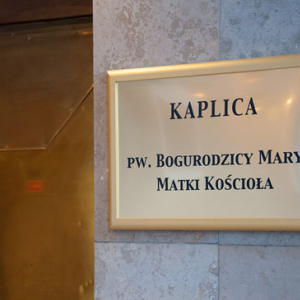 KAPLICA
PW. BOGURODZICY MARY
MATKI KOŚCIOŁA